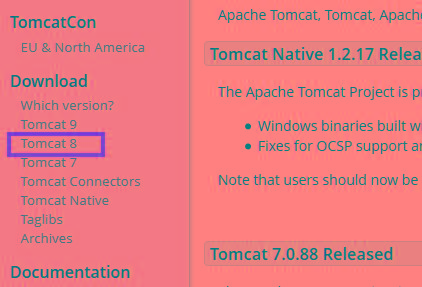 TomcatCon
EU & North America
Download
Which version?
Tomcat 9
Tomcat 8
Tomcat 7
Tomcat Connectors
Tomcat Native
Taglibs
Archives
Documentation
Apache Tomcat, Tomcat, Apache
Tomcat Native 1.2.17 Relea
The Apache Tomcat Project is p
Windows binaries built w
Fixes for OCSP support a
Note that users should now be
Tomcat 7.0.88 Released